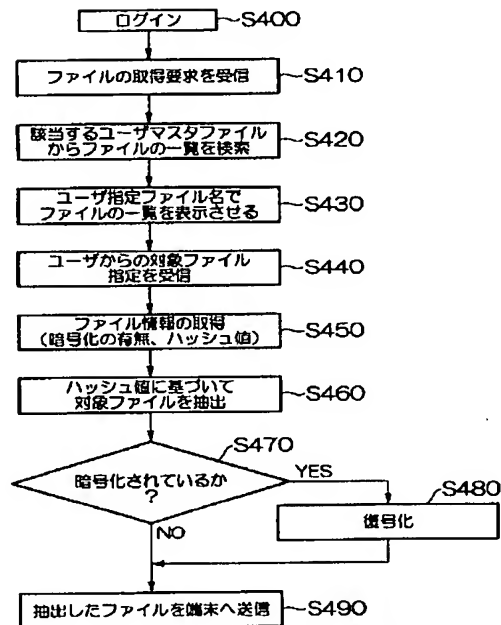 ログイン S400
ファイルの取得要求を受信 S410
該当するユーザマスタファイル
からファイルの一覧を検索 S420
ユーザ指定ファイル名で
ファイルの一覧を表示させる S430
ユーザからの対象ファイル
指定を受信 S440
ファイル情報の取得
(暗号化の有無、ハッシュ値) S450
ハッシュ値に基づいて
対象ファイルを抽出 S460
S470
暗号化されているか
?
YES
S480
復号化
NO
抽出したファイルを端末へ送信 S490